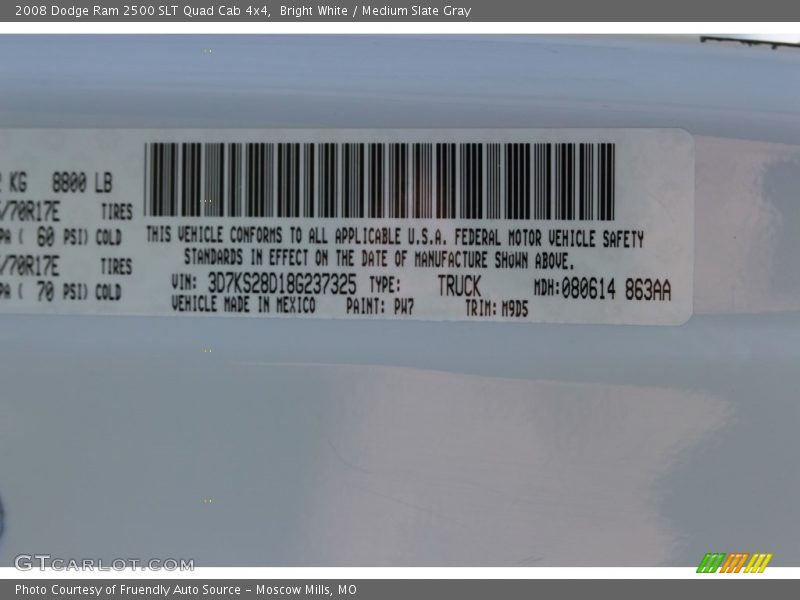 2008 Dodge Ram 2500 SLT Quad Cab 4x4, Bright White / Medium Slate Gray
KG 8800 LB
/70R17E TIRES
PA ( 60 PSI) COLD
/70R17E TIRES
PA ( 70 PSI) COLD
THIS VEHICLE CONFORMS TO ALL APPLICABLE U.S.A. FEDERAL MOTOR VEHICLE SAFETY
STANDARDS IN EFFECT ON THE DATE OF MANUFACTURE SHOWN ABOVE.
VIN: 3D7KS28D18G237325 TYPE: TRUCK MDH:080614 863AA
VEHICLE MADE IN MEXICO PAINT: PW7 TRIM: M9D5
GTCARLOT.COM
Photo Courtesy of Fruendly Auto Source – Moscow Mills, MO